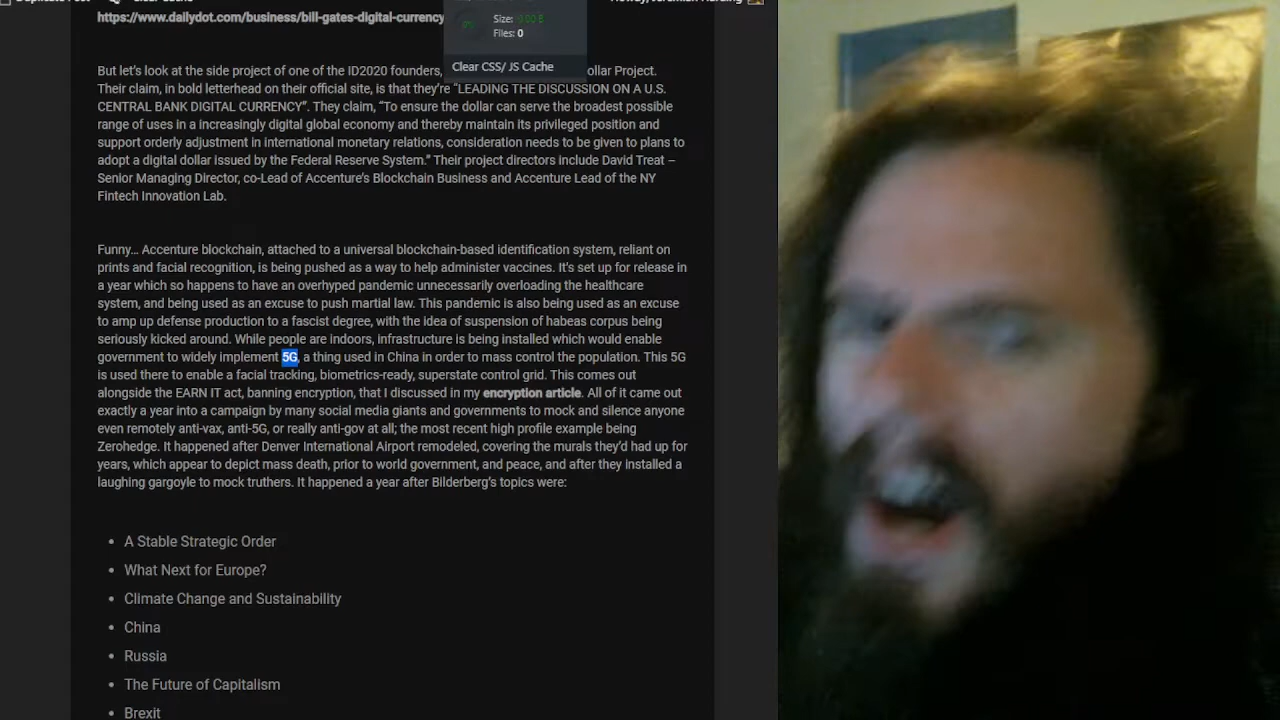 https://www.dailydot.com/business/bill-gates-digital-currency
Size: 0.00 B
Files: 0
Clear CSS/ JS Cache
But let's look at the side project of one of the ID2020 founders, ollar Project.
Their claim, in bold letterhead on their official site, is that they're “LEADING THE DISCUSSION ON A U.S.
CENTRAL BANK DIGITAL CURRENCY”. They claim, “To ensure the dollar can serve the broadest possible
range of uses in a increasingly digital global economy and thereby maintain its privileged position and
support orderly adjustment in international monetary relations, consideration needs to be given to plans to
adopt a digital dollar issued by the Federal Reserve System.” Their project directors include David Treat –
Senior Managing Director, co-Lead of Accenture's Blockchain Business and Accenture Lead of the NY
Fintech Innovation Lab.
Funny… Accenture blockchain, attached to a universal blockchain-based identification system, reliant on
prints and facial recognition, is being pushed as a way to help administer vaccines. It's set up for release in
a year which so happens to have an overhyped pandemic unnecessarily overloading the healthcare
system, and being used as an excuse to push martial law. This pandemic is also being used as an excuse
to amp up defense production to a fascist degree, with the idea of suspension of habeas corpus being
seriously kicked around. While people are indoors, infrastructure is being installed which would enable
government to widely implement 5G, a thing used in China in order to mass control the population. This 5G
is used there to enable a facial tracking, biometrics-ready, superstate control grid. This comes out
alongside the EARN IT act, banning encryption, that I discussed in my encryption article. All of it came out
exactly a year into a campaign by many social media giants and governments to mock and silence anyone
even remotely anti-vax, anti-5G, or really anti-gov at all; the most recent high profile example being
Zerohedge. It happened after Denver International Airport remodeled, covering the murals they'd had up for
years, which appear to depict mass death, prior to world government, and peace, and after they installed a
laughing gargoyle to mock truthers. It happened a year after Bilderberg's topics were:
• A Stable Strategic Order
• What Next for Europe?
• Climate Change and Sustainability
• China
• Russia
• The Future of Capitalism
• Brexit